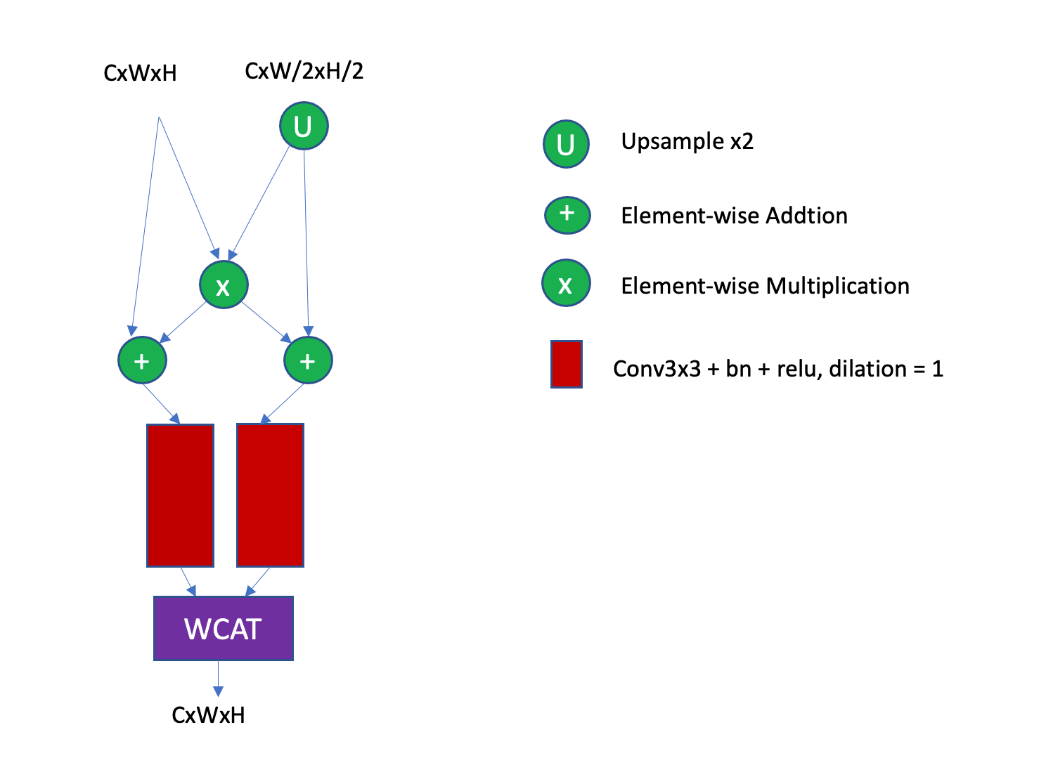 CxWxH
CxW/2xH/2
U
x
+
+
WCAT
CxWxH
U
Upsample x2
+
Element-wise Addtion
x
Element-wise Multiplication
Conv3x3 + bn + relu, dilation = 1